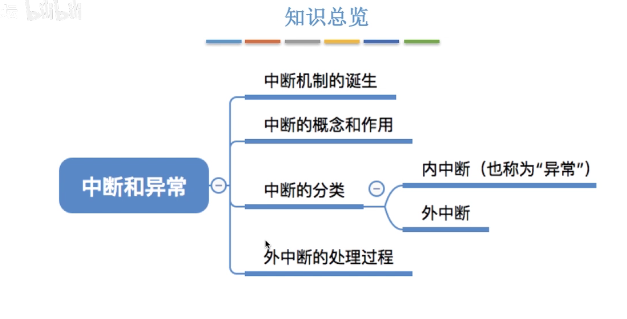 bilibili
知识总览
中断机制的诞生
中断的概念和作用
中断和异常
中断的分类
内中断（也称为“异常”）
外中断
外中断的处理过程